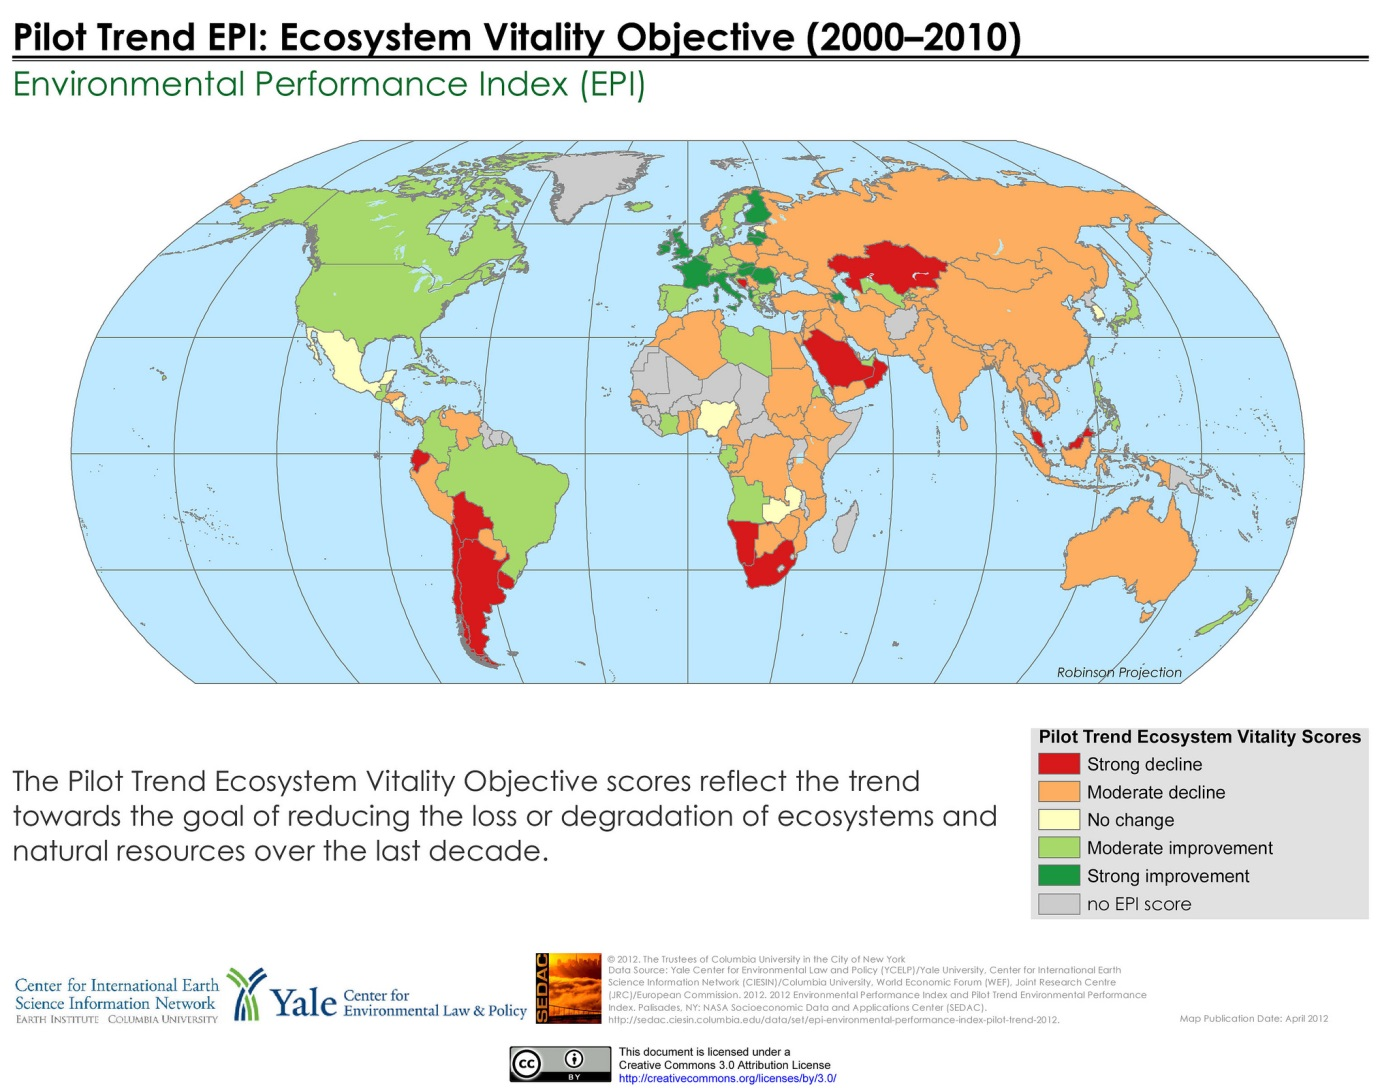 Pilot Trend EPI: Ecosystem Vitality Objective (2000–2010)
Environmental Performance Index (EPI)
Robinson Projection
Pilot Trend Ecosystem Vitality Scores
Strong decline
Moderate decline
No change
Moderate improvement
Strong improvement
no EPI score
The Pilot Trend Ecosystem Vitality Objective scores reflect the trend
towards the goal of reducing the loss or degradation of ecosystems and
natural resources over the last decade.
Center for International Earth
Science Information Network
EARTH INSTITUTE COLUMBIA UNIVERSITY
Yale Center for
Environmental Law & Policy
SEDAC
© 2012. The Trustees of Columbia University in the City of New York
Data Source: Yale Center for Environmental Law and Policy (YCELP)/Yale University, Center for International Earth
Science Information Network (CIESIN)/Columbia University, World Economic Forum (WEF), Joint Research Centre
(JRC)/European Commission. 2012. 2012 Environmental Performance Index and Pilot Trend Environmental Performance
Index. Palisades, NY: NASA Socioeconomic Data and Applications Center (SEDAC).
http://sedac.ciesin.columbia.edu/data/set/epi-environmental-performance-index-pilot-trend-2012.
Map Publication Date: April 2012
cc
BY
This document is licensed under a
Creative Commons 3.0 Attribution License
http://creativecommons.org/licenses/by/3.0/